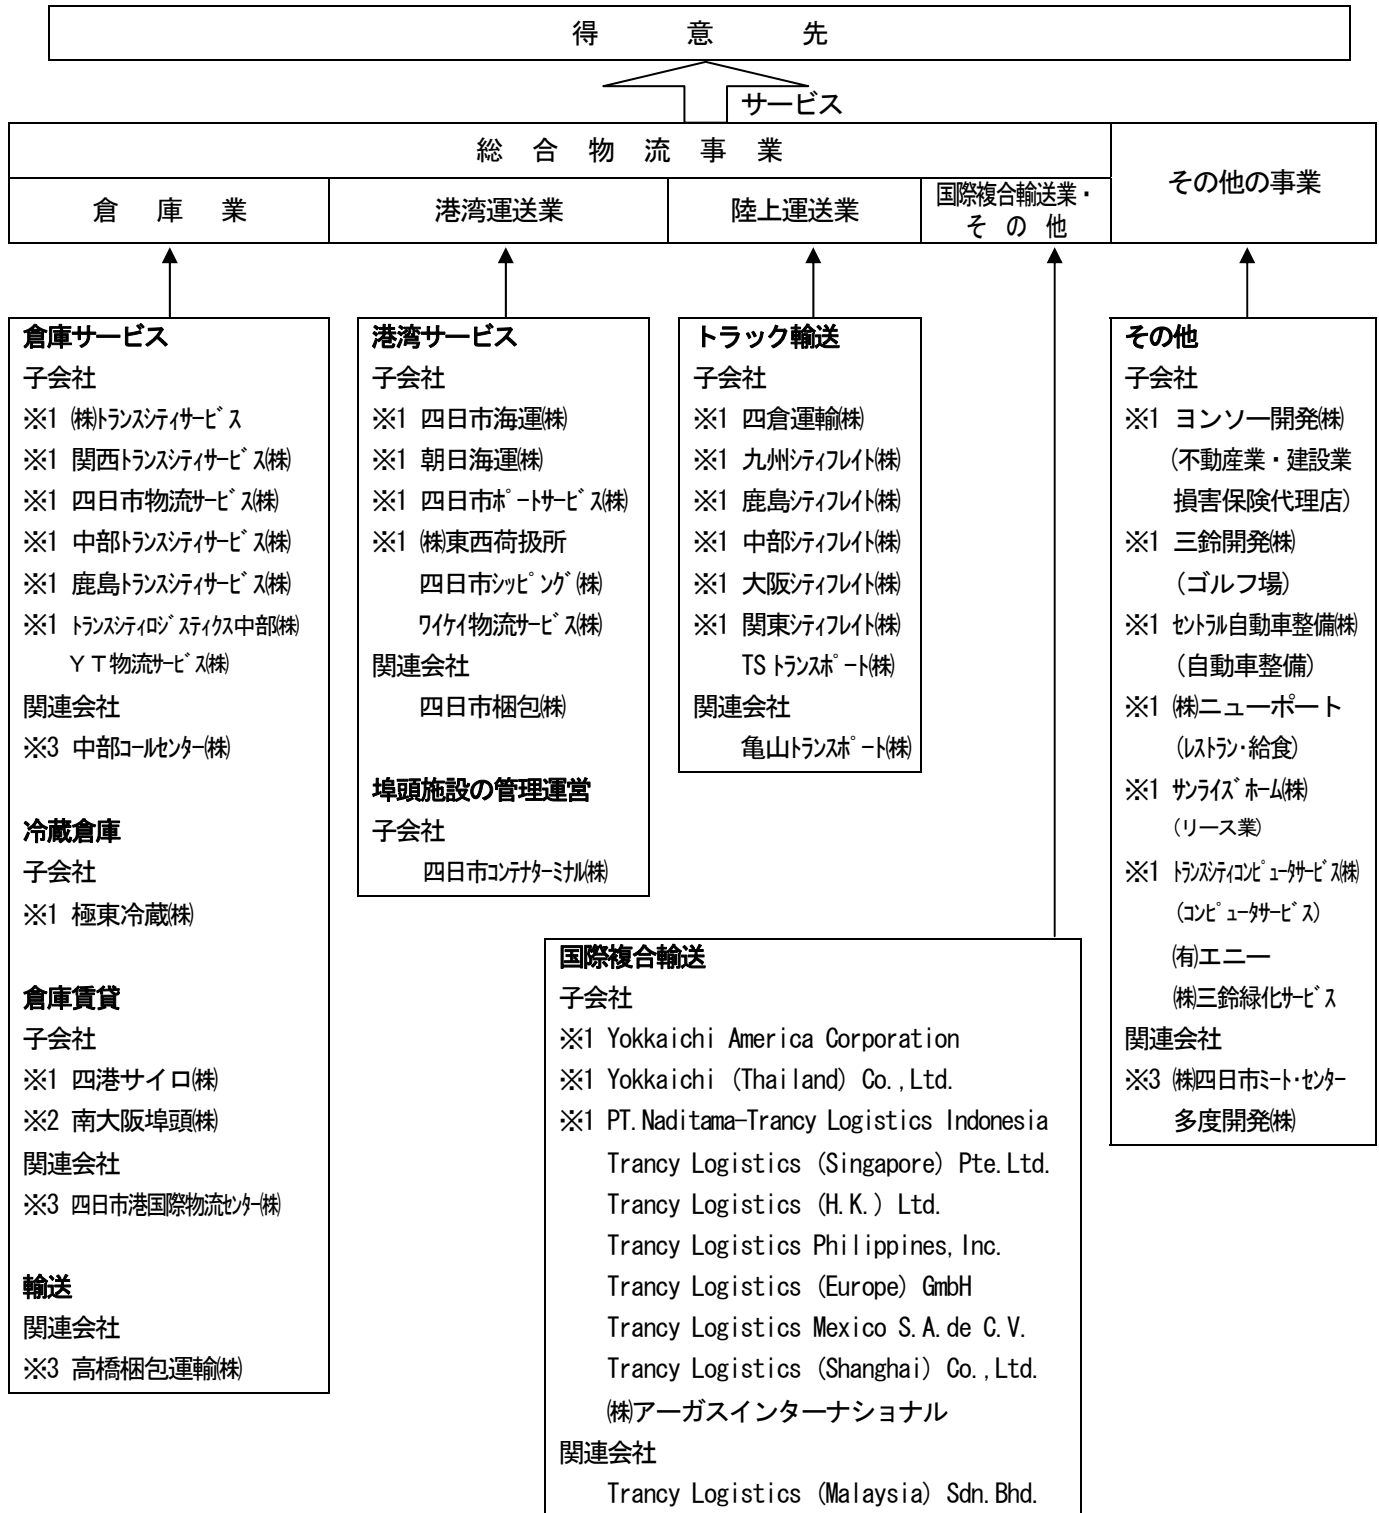 得意先
サービス
総合物流事業
その他の事業
倉庫業
港湾運送業
陸上運送業
国際複合輸送業・
その他
倉庫サービス
子会社
※1 ㈱トランスシティサービス
※1 関西トランスシティサービス㈱
※1 四日市物流サービス㈱
※1 中部トランスシティサービス㈱
※1 鹿島トランスシティサービス㈱
※1 トランスシティロジスティクス中部㈱
ＹＴ物流サービス㈱
関連会社
※3 中部コールセンター㈱
冷蔵倉庫
子会社
※1 極東冷蔵㈱
倉庫賃貸
子会社
※1 四港サイロ㈱
※2 南大阪埠頭㈱
関連会社
※3 四日市港国際物流センター㈱
輸送
関連会社
※3 高橋梱包運輸㈱
港湾サービス
子会社
※1 四日市海運㈱
※1 朝日海運㈱
※1 四日市ポートサービス㈱
※1 ㈱東西荷扱所
四日市シッピング㈱
ワイケイ物流サービス㈱
関連会社
四日市梱包㈱
埠頭施設の管理運営
子会社
四日市コンテナターミナル㈱
トラック輸送
子会社
※1 四倉運輸㈱
※1 九州シティフレイト㈱
※1 鹿島シティフレイト㈱
※1 中部シティフレイト㈱
※1 大阪シティフレイト㈱
※1 関東シティフレイト㈱
TSトランスポート㈱
関連会社
亀山トランスポート㈱
国際複合輸送
子会社
※1 Yokkaichi America Corporation
※1 Yokkaichi (Thailand) Co.,Ltd.
※1 PT.Naditama-Trancy Logistics Indonesia
Trancy Logistics (Singapore) Pte.Ltd.
Trancy Logistics (H.K.) Ltd.
Trancy Logistics Philippines,Inc.
Trancy Logistics (Europe) GmbH
Trancy Logistics Mexico S.A.de C.V.
Trancy Logistics (Shanghai) Co.,Ltd.
㈱アーガスインターナショナル
関連会社
Trancy Logistics (Malaysia) Sdn.Bhd.
その他
子会社
※1 ヨンソー開発㈱
（不動産業・建設業
損害保険代理店）
※1 三鈴開発㈱
（ゴルフ場）
※1 セントラル自動車整備㈱
（自動車整備）
※1 ㈱ニューポート
（レストラン・給食）
※1 サンライズホーム㈱
（リース業）
※1 トランスシティコンピュータサービス㈱
（コンピュータサービス）
㈲エニー
㈱三鈴緑化サービス
関連会社
※3 ㈱四日市ミート・センター
多度開発㈱